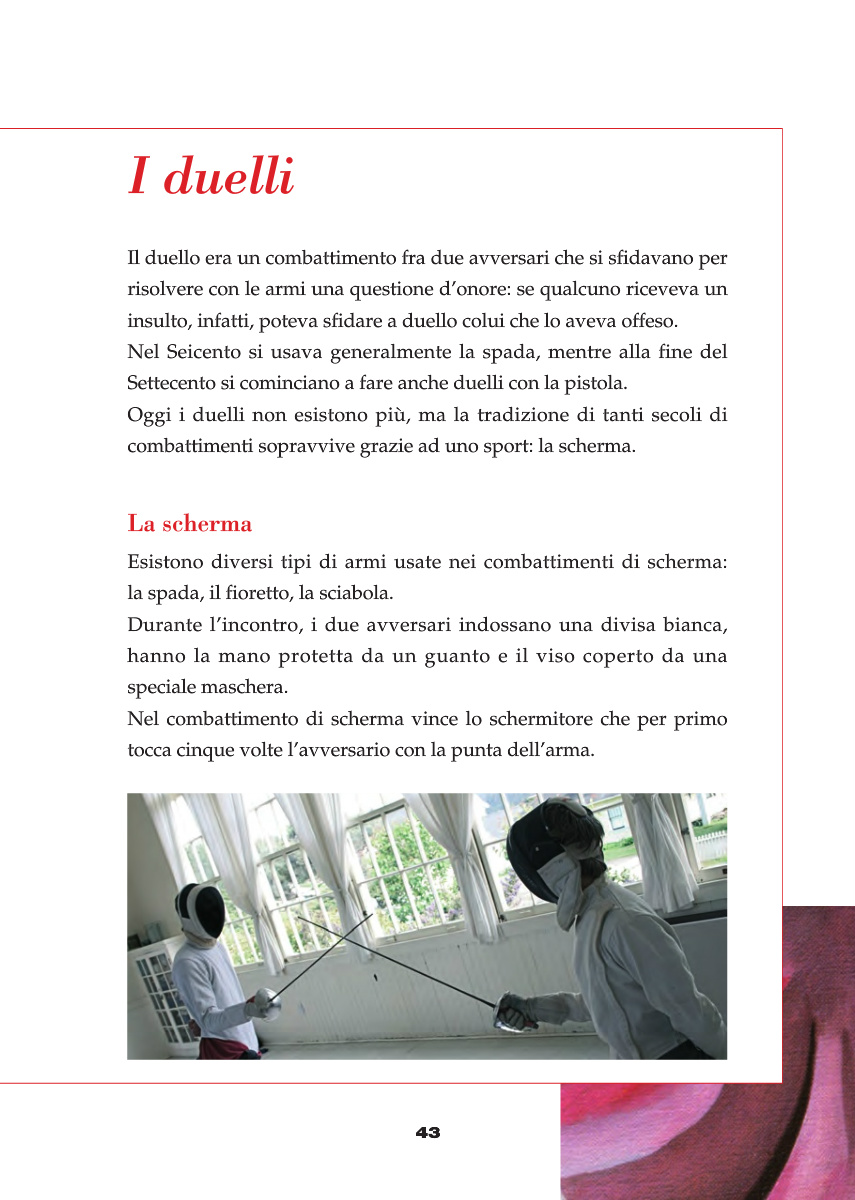 I duelli
Il duello era un combattimento fra due avversari che si sfidavano per
risolvere con le armi una questione d’onore: se qualcuno riceveva un
insulto, infatti, poteva sfidare a duello colui che lo aveva offeso.
Nel Seicento si usava generalmente la spada, mentre alla fine del
Settecento si cominciano a fare anche duelli con la pistola.
Oggi i duelli non esistono più, ma la tradizione di tanti secoli di
combattimenti sopravvive grazie ad uno sport: la scherma.
La scherma
Esistono diversi tipi di armi usate nei combattimenti di scherma:
la spada, il fioretto, la sciabola.
Durante l’incontro, i due avversari indossano una divisa bianca,
hanno la mano protetta da un guanto e il viso coperto da una
speciale maschera.
Nel combattimento di scherma vince lo schermitore che per primo
tocca cinque volte l’avversario con la punta dell’arma.
43